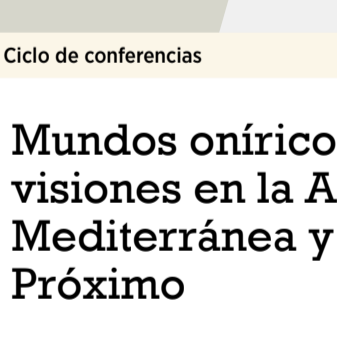 Ciclo de conferencias
Mundos onírico
visiones en la A
Mediterránea y
Próximo